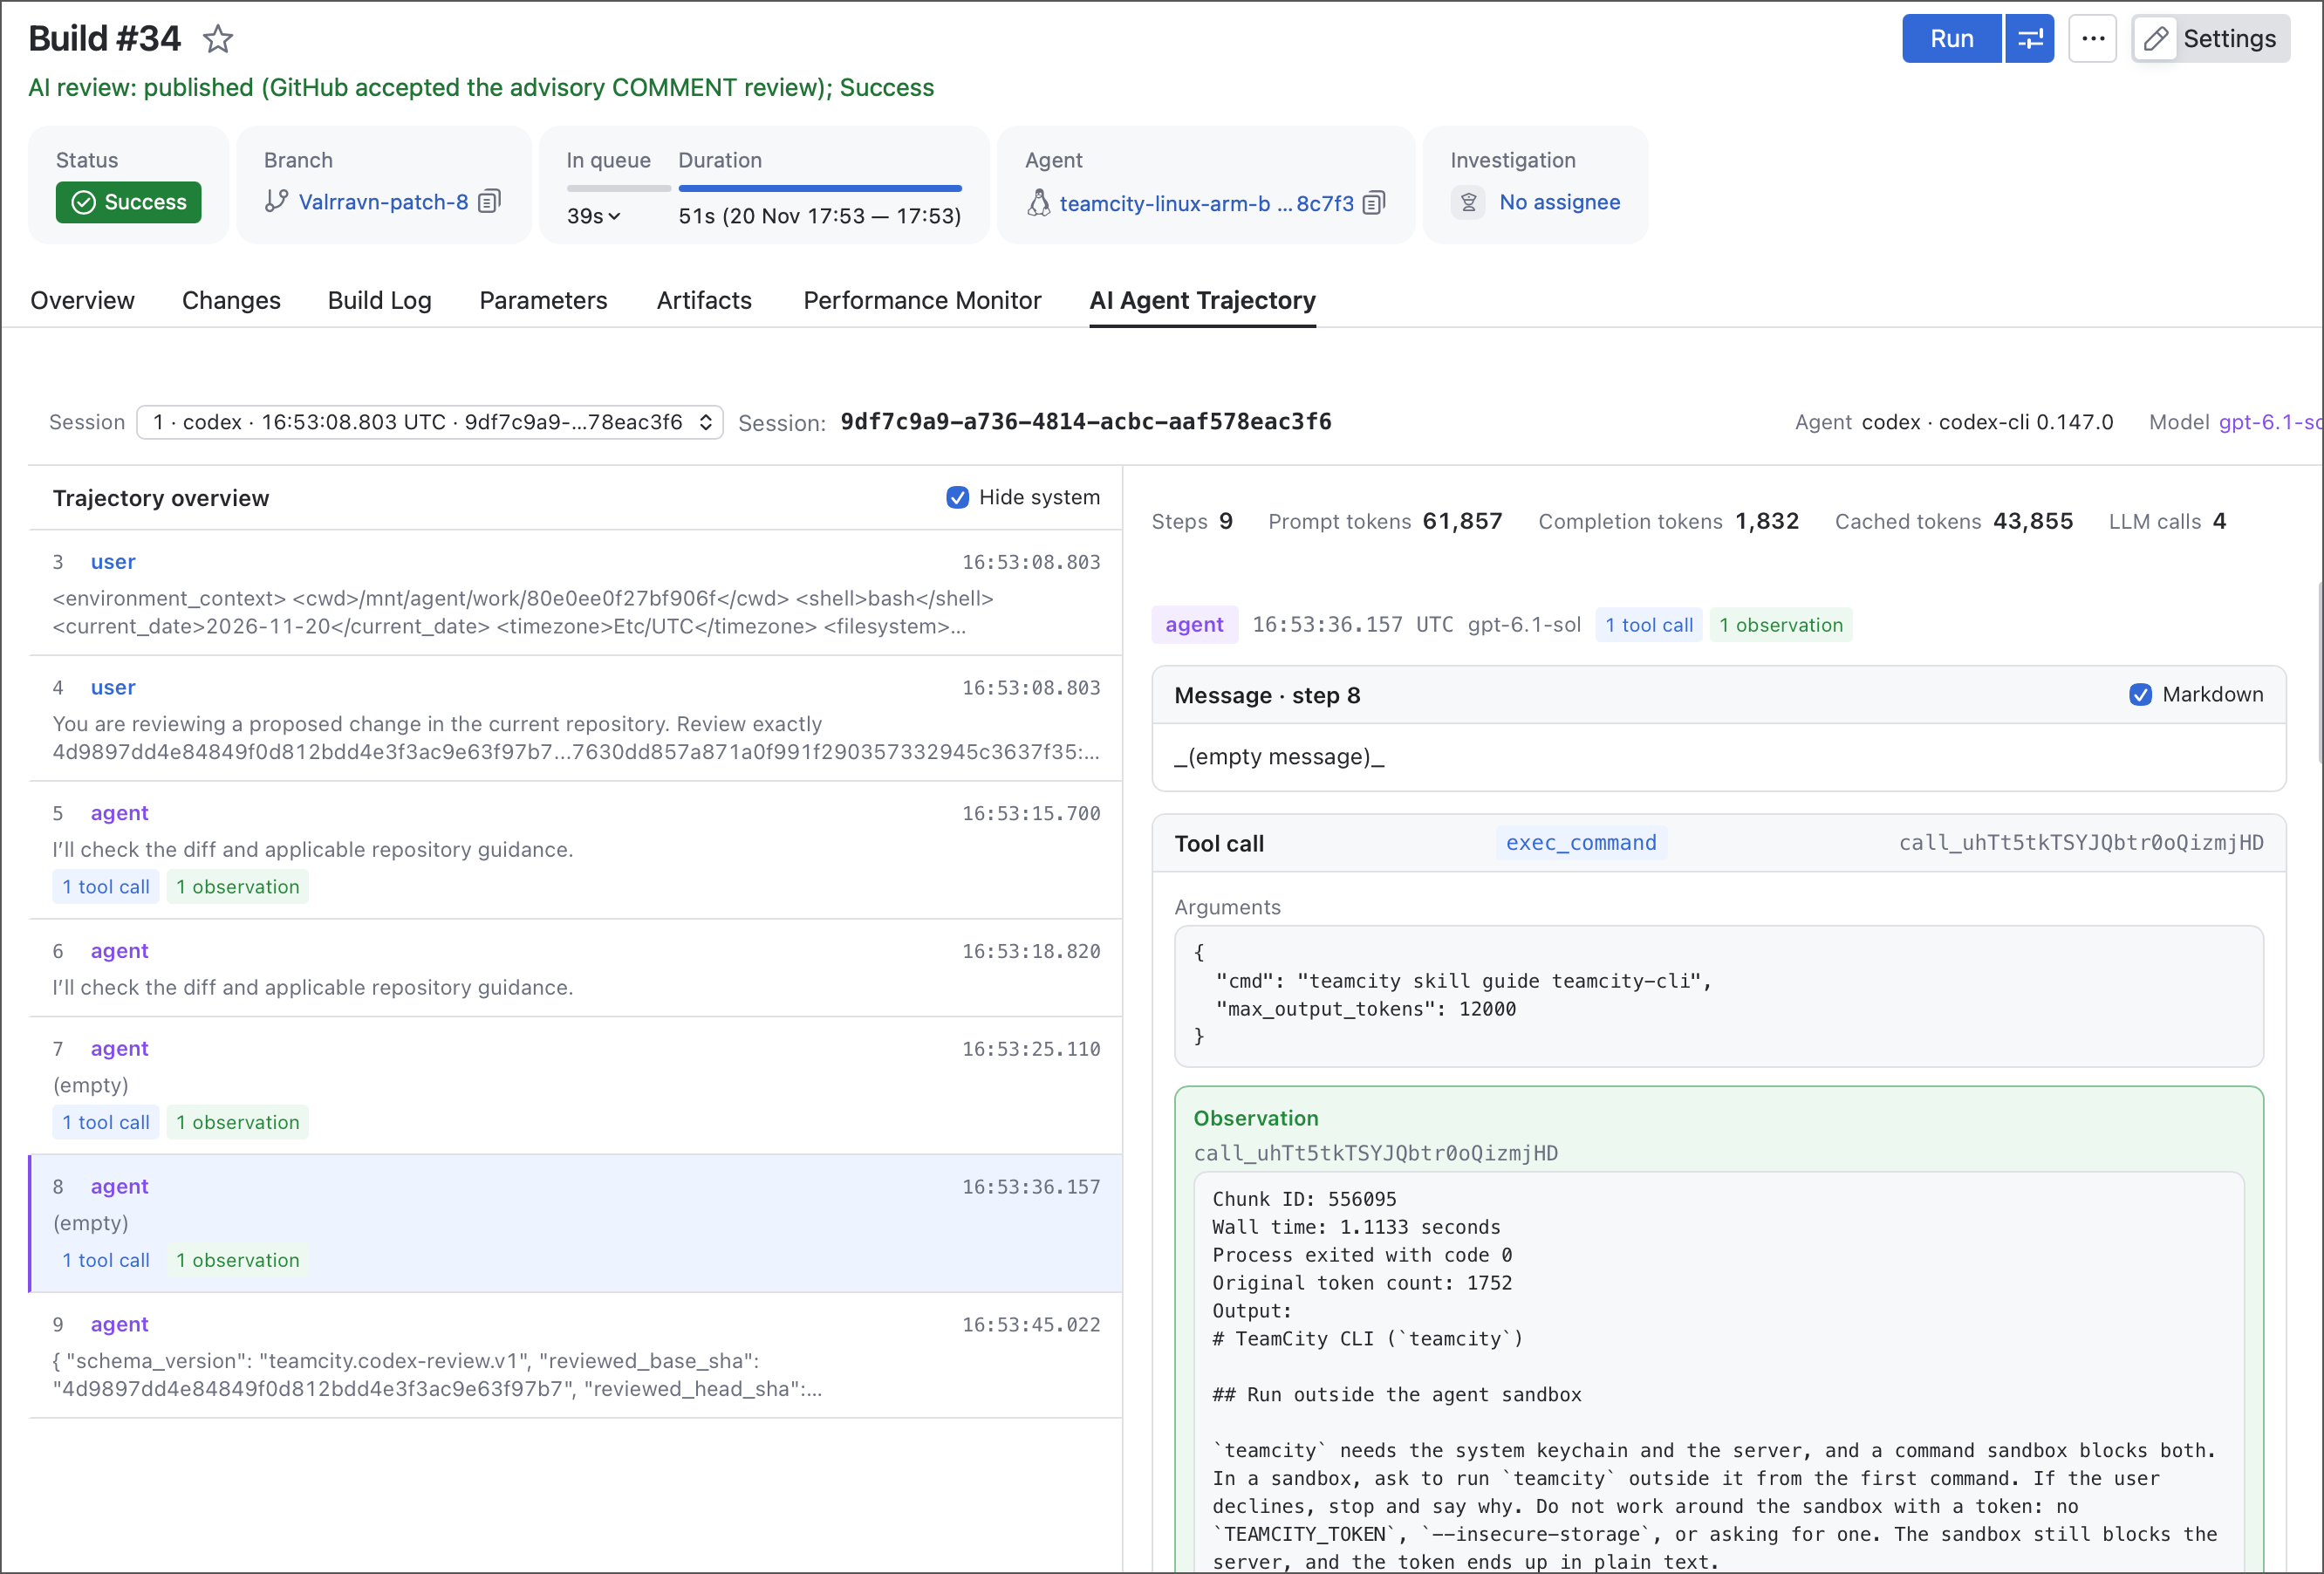 Build #34
Run
Settings
AI review: published (GitHub accepted the advisory COMMENT review); Success
Status
Success
Branch
Valrravn-patch-8
In queue
39s
Duration
51s (20 Nov 17:53 — 17:53)
Agent
teamcity-linux-arm-b ... 8c7f3
Investigation
No assignee
Overview
Changes
Build Log
Parameters
Artifacts
Performance Monitor
AI Agent Trajectory
Session
1 · codex · 16:53:08.803 UTC · 9df7c9a9-...78eac3f6
Session: 9df7c9a9-a736-4814-acbc-aaf578eac3f6
Agent codex · codex-cli 0.147.0
Model gpt-6.1-so
Trajectory overview
Hide system
3 user 16:53:08.803
<environment_context> <cwd>/mnt/agent/work/80e0ee0f27bf906f</cwd> <shell>bash</shell>
<current_date>2026-11-20</current_date> <timezone>Etc/UTC</timezone> <filesystem>...
4 user 16:53:08.803
You are reviewing a proposed change in the current repository. Review exactly
4d9897dd4e84849f0d812bdd4e3f3ac9e63f97b7...7630dd857a871a0f991f290357332945c3637f35:...
5 agent 16:53:15.700
I’ll check the diff and applicable repository guidance.
1 tool call 1 observation
6 agent 16:53:18.820
I’ll check the diff and applicable repository guidance.
7 agent 16:53:25.110
(empty)
1 tool call 1 observation
8 agent 16:53:36.157
(empty)
1 tool call 1 observation
9 agent 16:53:45.022
{ "schema_version": "teamcity.codex-review.v1", "reviewed_base_sha":
"4d9897dd4e84849f0d812bdd4e3f3ac9e63f97b7", "reviewed_head_sha":...
Steps 9 Prompt tokens 61,857 Completion tokens 1,832 Cached tokens 43,855 LLM calls 4
agent 16:53:36.157 UTC gpt-6.1-sol 1 tool call 1 observation
Message · step 8
Markdown
_(empty message)_
Tool call exec_command call_uhTt5tkTSYJQbtr0oQizmjHD
Arguments
{
"cmd": "teamcity skill guide teamcity-cli",
"max_output_tokens": 12000
}
Observation
call_uhTt5tkTSYJQbtr0oQizmjHD
Chunk ID: 556095
Wall time: 1.1133 seconds
Process exited with code 0
Original token count: 1752
Output:
# TeamCity CLI (`teamcity`)
## Run outside the agent sandbox
`teamcity` needs the system keychain and the server, and a command sandbox blocks both.
In a sandbox, ask to run `teamcity` outside it from the first command. If the user
declines, stop and say why. Do not work around the sandbox with a token: no
`TEAMCITY_TOKEN`, `--insecure-storage`, or asking for one. The sandbox still blocks the
server, and the token ends up in plain text.